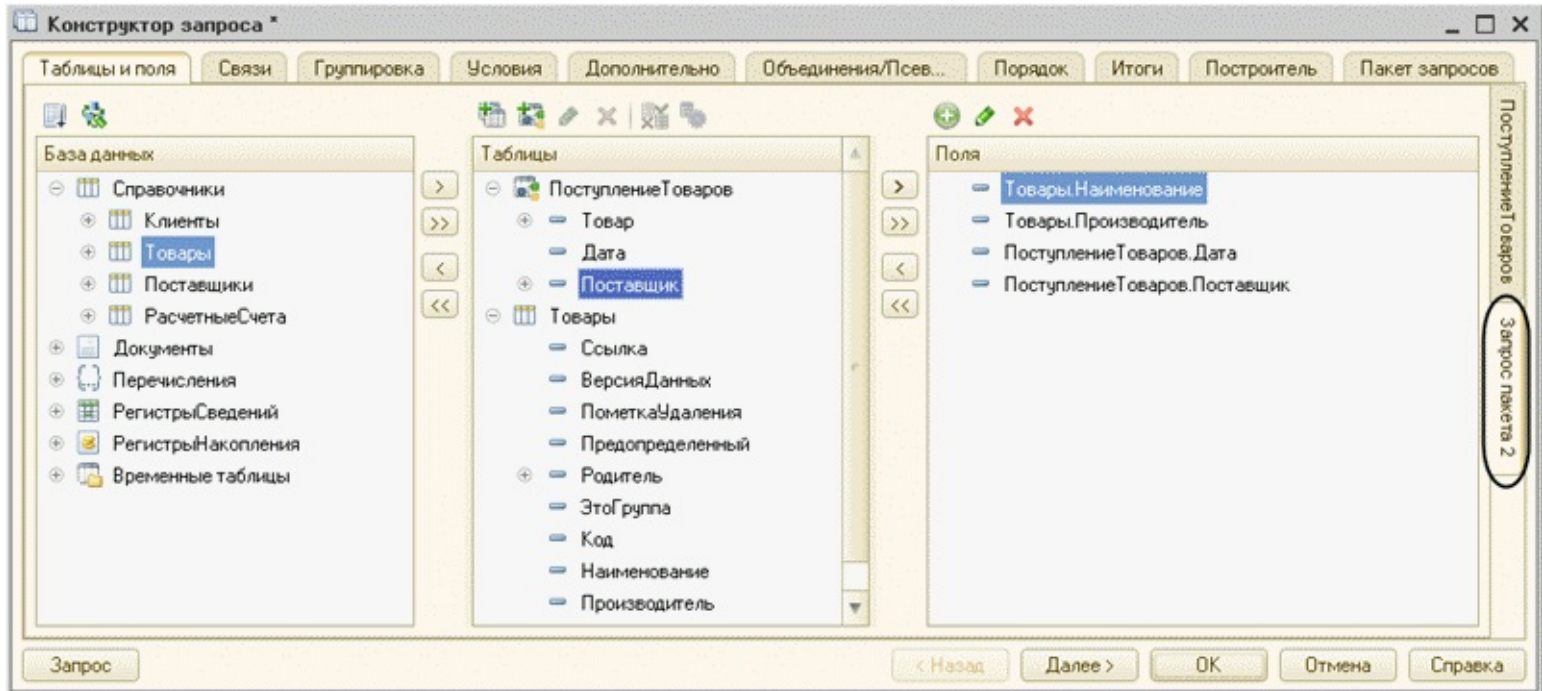 Конструктор запроса *
Таблицы и поля Связи Группировка Условия Дополнительно Объединения/Псев... Порядок Итоги Построитель Пакет запросов
База данных
Справочники
Клиенты
Товары
Поставщики
РасчетныеСчета
Документы
Перечисления
РегистрыСведений
РегистрыНакопления
Временные таблицы
Таблицы
ПоступлениеТоваров
Товар
Дата
Поставщик
Товары
Ссылка
ВерсияДанных
ПометкаУдаления
Предопределенный
Родитель
ЭтоГруппа
Код
Наименование
Производитель
Поля
Товары.Наименование
Товары.Производитель
ПоступлениеТоваров.Дата
ПоступлениеТоваров.Поставщик
ПоступлениеТоваров
Запрос пакета 2
Запрос < Назад Далее > ОК Отмена Справка